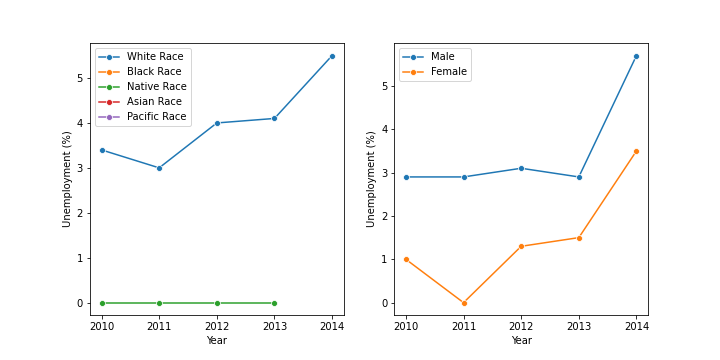 White Race
Black Race
Native Race
Asian Race
Pacific Race
Unemployment (%)
5
4
3
2
1
0
2010 2011 2012 2013 2014
Year
Male
Female
Unemployment (%)
5
4
3
2
1
0
2010 2011 2012 2013 2014
Year